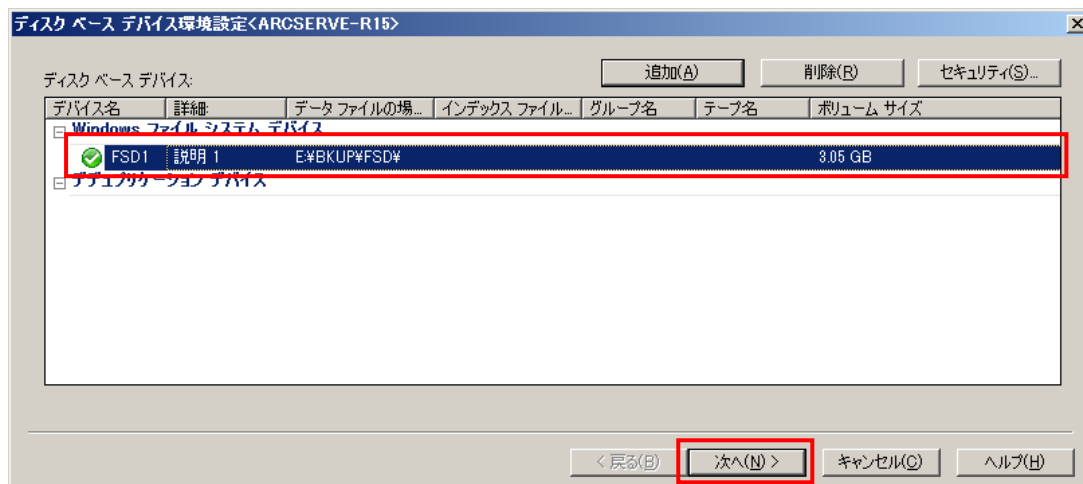 ディスク ベース デバイス環境設定<ARCSERVE-R15>
ディスク ベース デバイス:
追加(A)
削除(R)
セキュリティ(S)...
デバイス名 詳細: データ ファイルの場... インデックス ファイル... グループ名 テープ名 ボリューム サイズ
Windows ファイル システム デバイス
FSD1 説明 1 E:¥BKUP¥FSD¥ 3.05 GB
デデュプリケーション デバイス
< 戻る(B) 次へ(N) > キャンセル(C) ヘルプ(H)